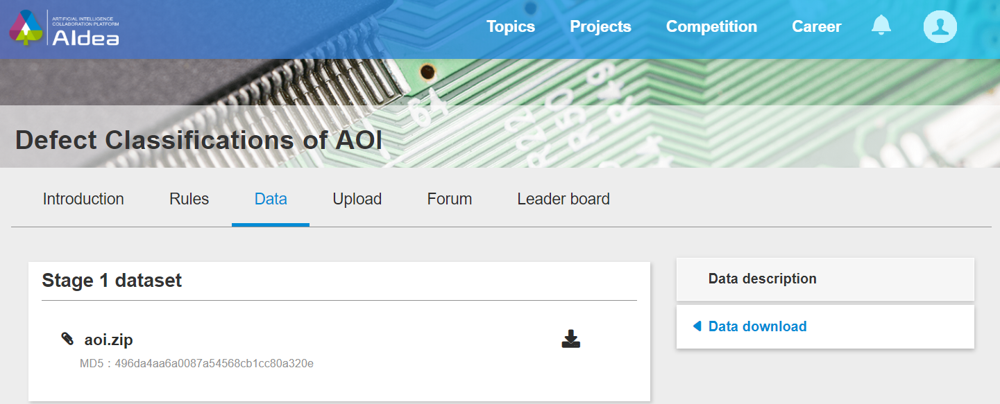 ARTIFICIAL INTELLIGENCE
COLLABORATION PLATFORM
AIdea
Topics
Projects
Competition
Career
64
Defect Classifications of AOI
Introduction
Rules
Data
Upload
Forum
Leader board
Stage 1 dataset
aoi.zip
MD5：496da4aa6a0087a54568cb1cc80a320e
Data description
Data download